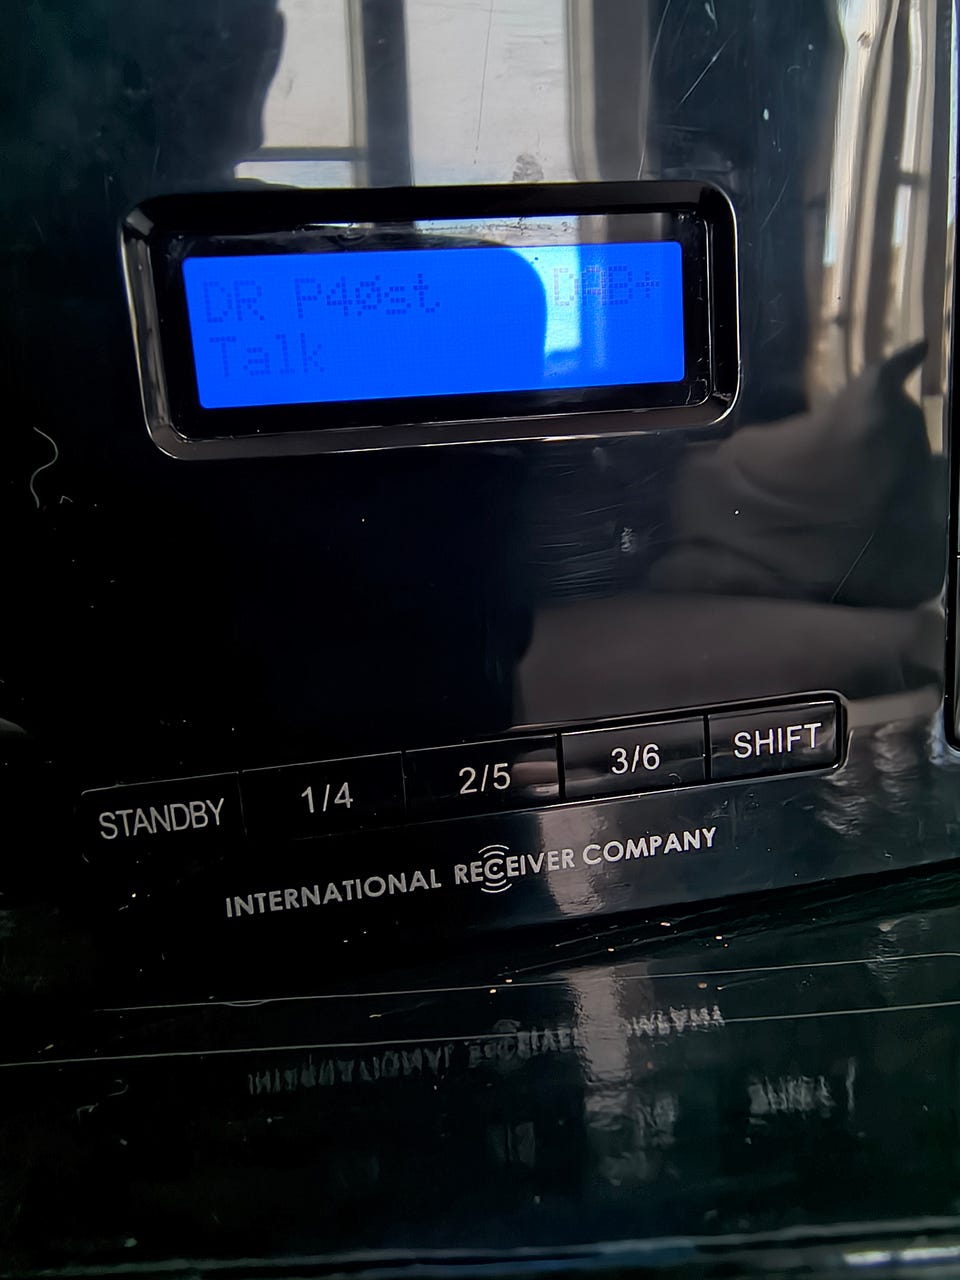 DR P4øst DAB+
Talk
STANDBY 1/4 2/5 3/6 SHIFT
INTERNATIONAL RECEIVER COMPANY